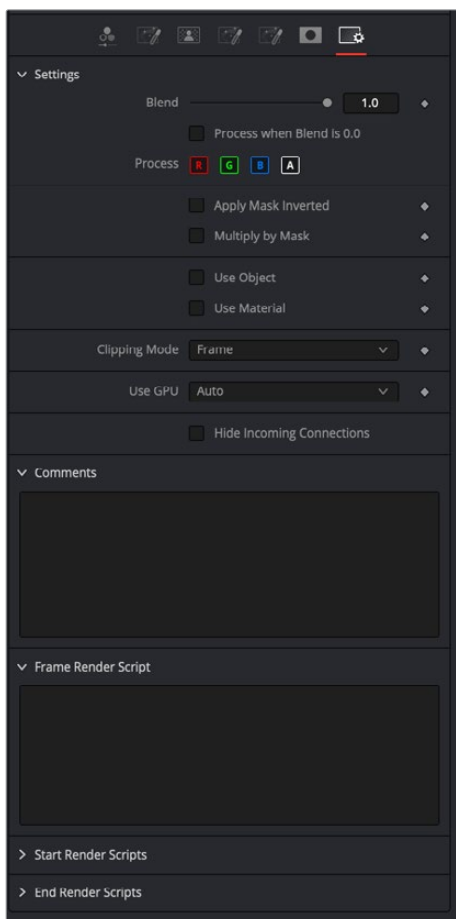 Settings
Blend 1.0
Process when Blend is 0.0
Process R G B A
Apply Mask Inverted
Multiply by Mask
Use Object
Use Material
Clipping Mode Frame
Use GPU Auto
Hide Incoming Connections
Comments
Frame Render Script
Start Render Scripts
End Render Scripts